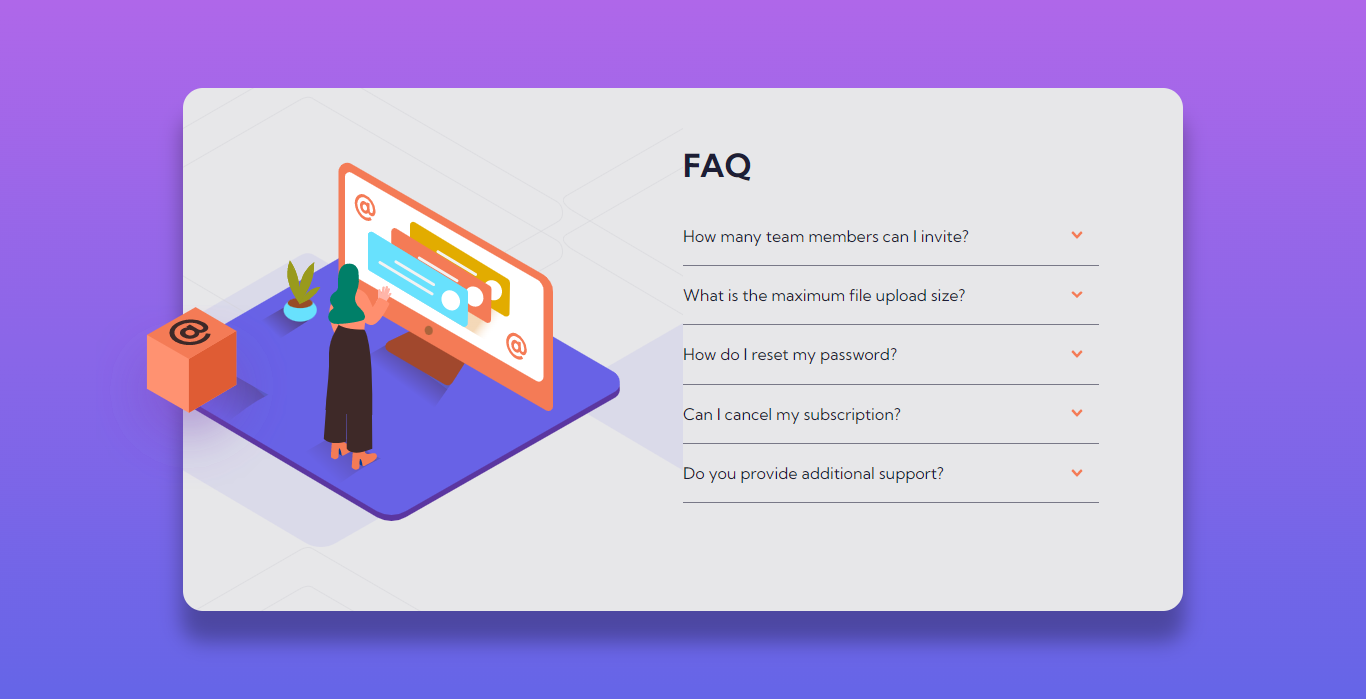 FAQ
How many team members can I invite?
What is the maximum file upload size?
How do I reset my password?
Can I cancel my subscription?
Do you provide additional support?
@
@
@